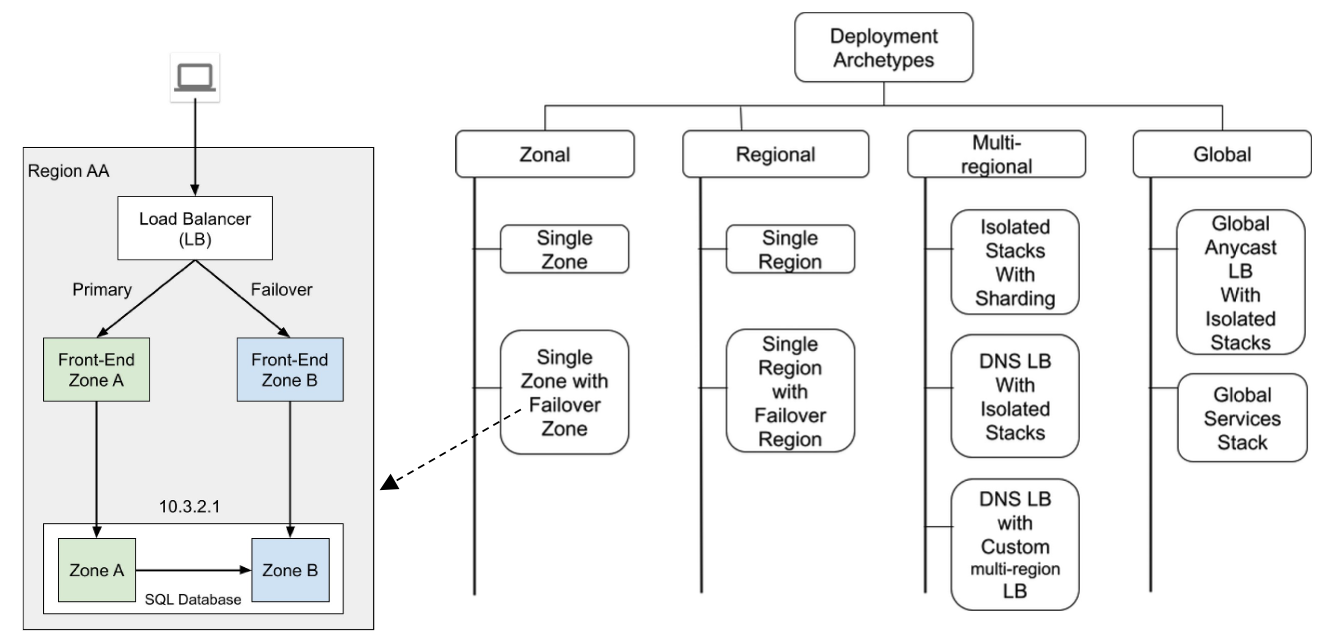 Region AA
Load Balancer
(LB)
Primary
Failover
Front-End
Zone A
Front-End
Zone B
10.3.2.1
Zone A
Zone B
SQL Database
Deployment
Archetypes
Zonal
Single
Zone
Single
Zone with
Failover
Zone
Regional
Single
Region
Single
Region
with
Failover
Region
Multi-
regional
Isolated
Stacks
With
Sharding
DNS LB
With
Isolated
Stacks
DNS LB
with
Custom
multi-region
LB
Global
Global
Anycast
LB
With
Isolated
Stacks
Global
Services
Stack